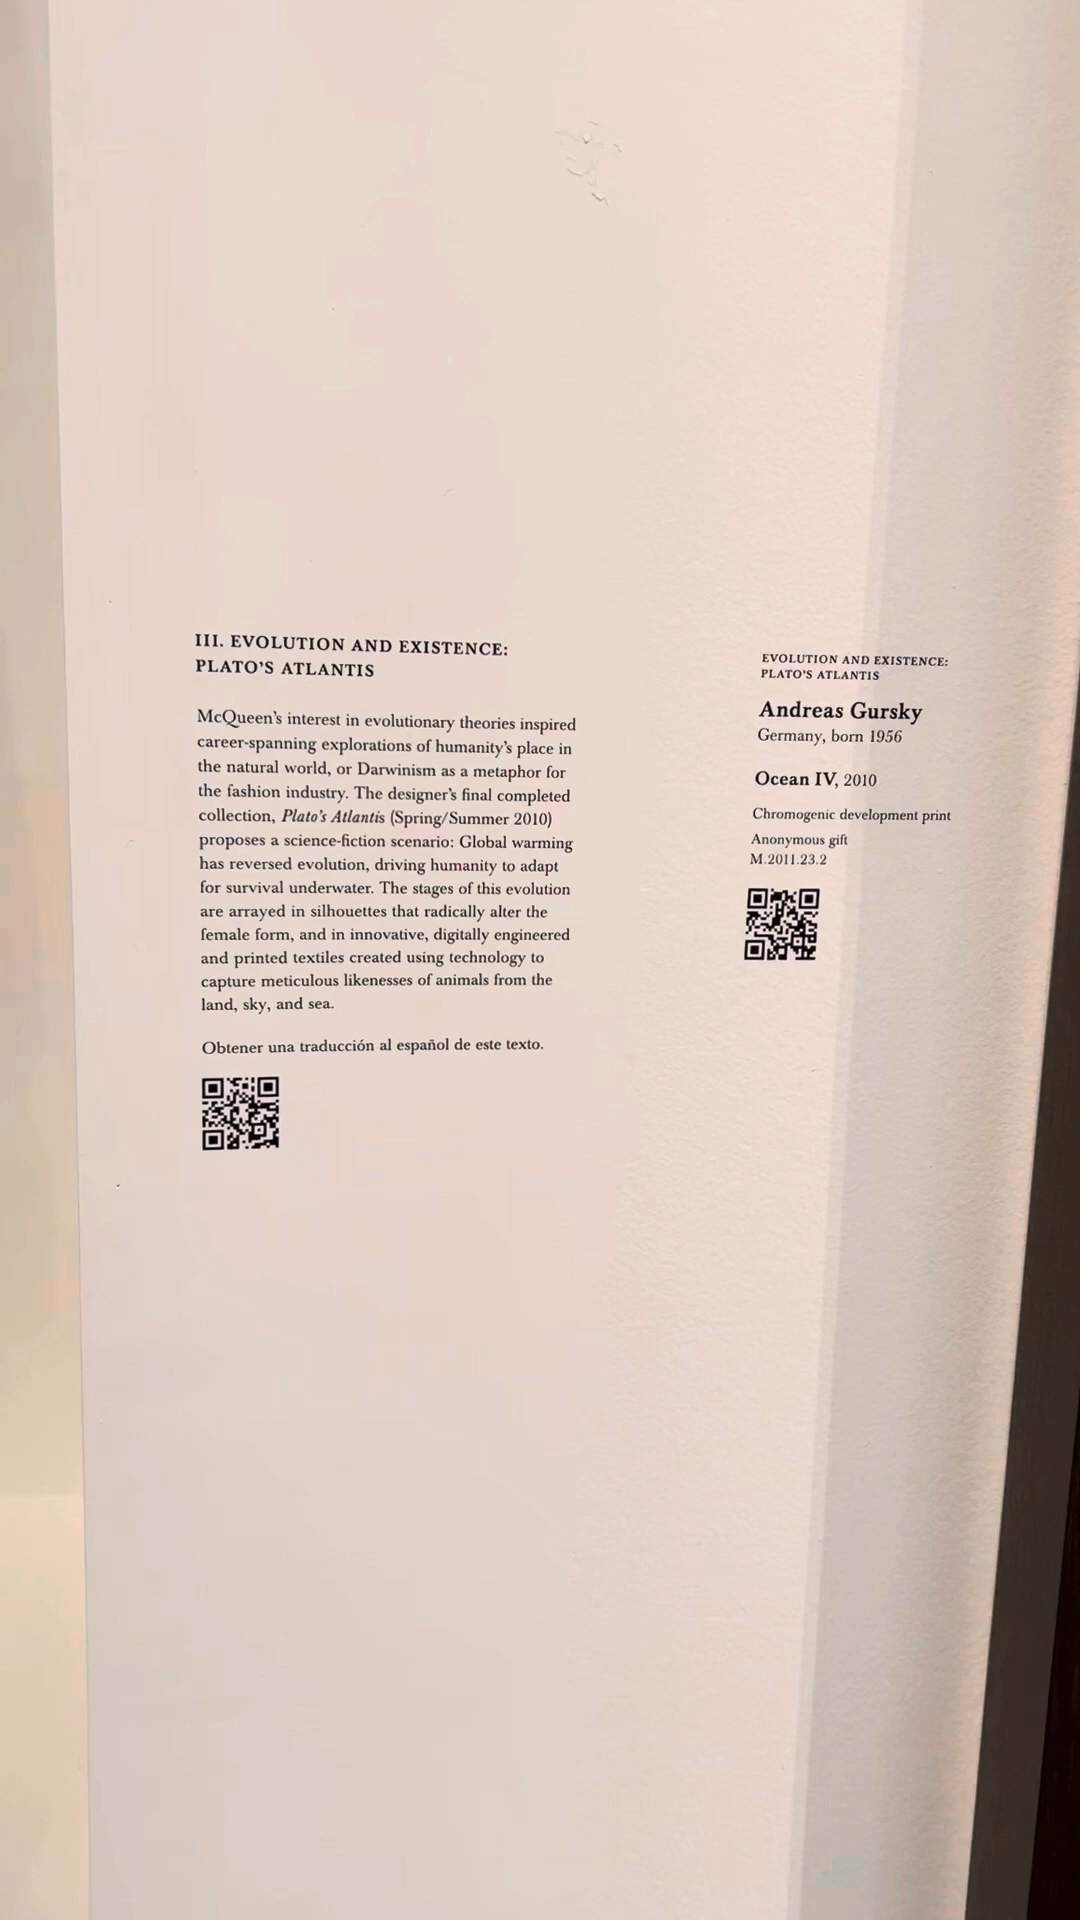 III. EVOLUTION AND EXISTENCE:
PLATO'S ATLANTIS
McQueen's interest in evolutionary theories inspired
career-spanning explorations of humanity's place in
the natural world, or Darwinism as a metaphor for
the fashion industry. The designer's final completed
collection, Plato's Atlantis (Spring/Summer 2010)
proposes a science-fiction scenario: Global warming
has reversed evolution, driving humanity to adapt
for survival underwater. The stages of this evolution
are arrayed in silhouettes that radically alter the
female form, and in innovative, digitally engineered
and printed textiles created using technology to
capture meticulous likenesses of animals from the
land, sky, and sea.
Obtener una traducción al español de este texto.
EVOLUTION AND EXISTENCE:
PLATO'S ATLANTIS
Andreas Gursky
Germany, born 1956
Ocean IV, 2010
Chromogenic development print
Anonymous gift
M.2011.23.2